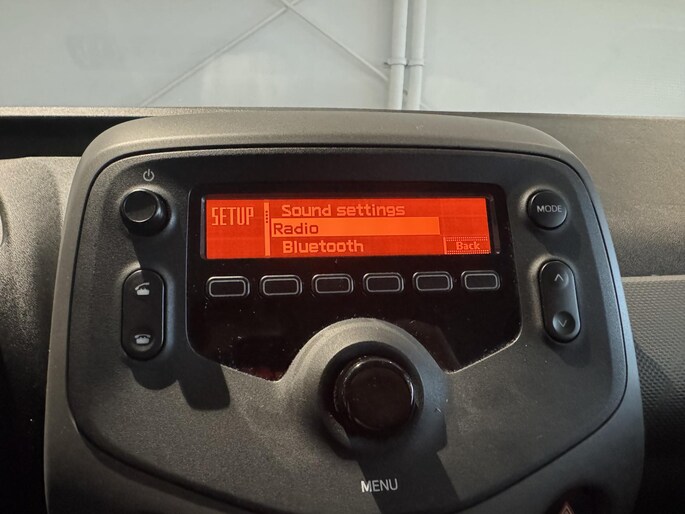 SETUP
Sound settings
Radio
Bluetooth
Back
MODE
MENU